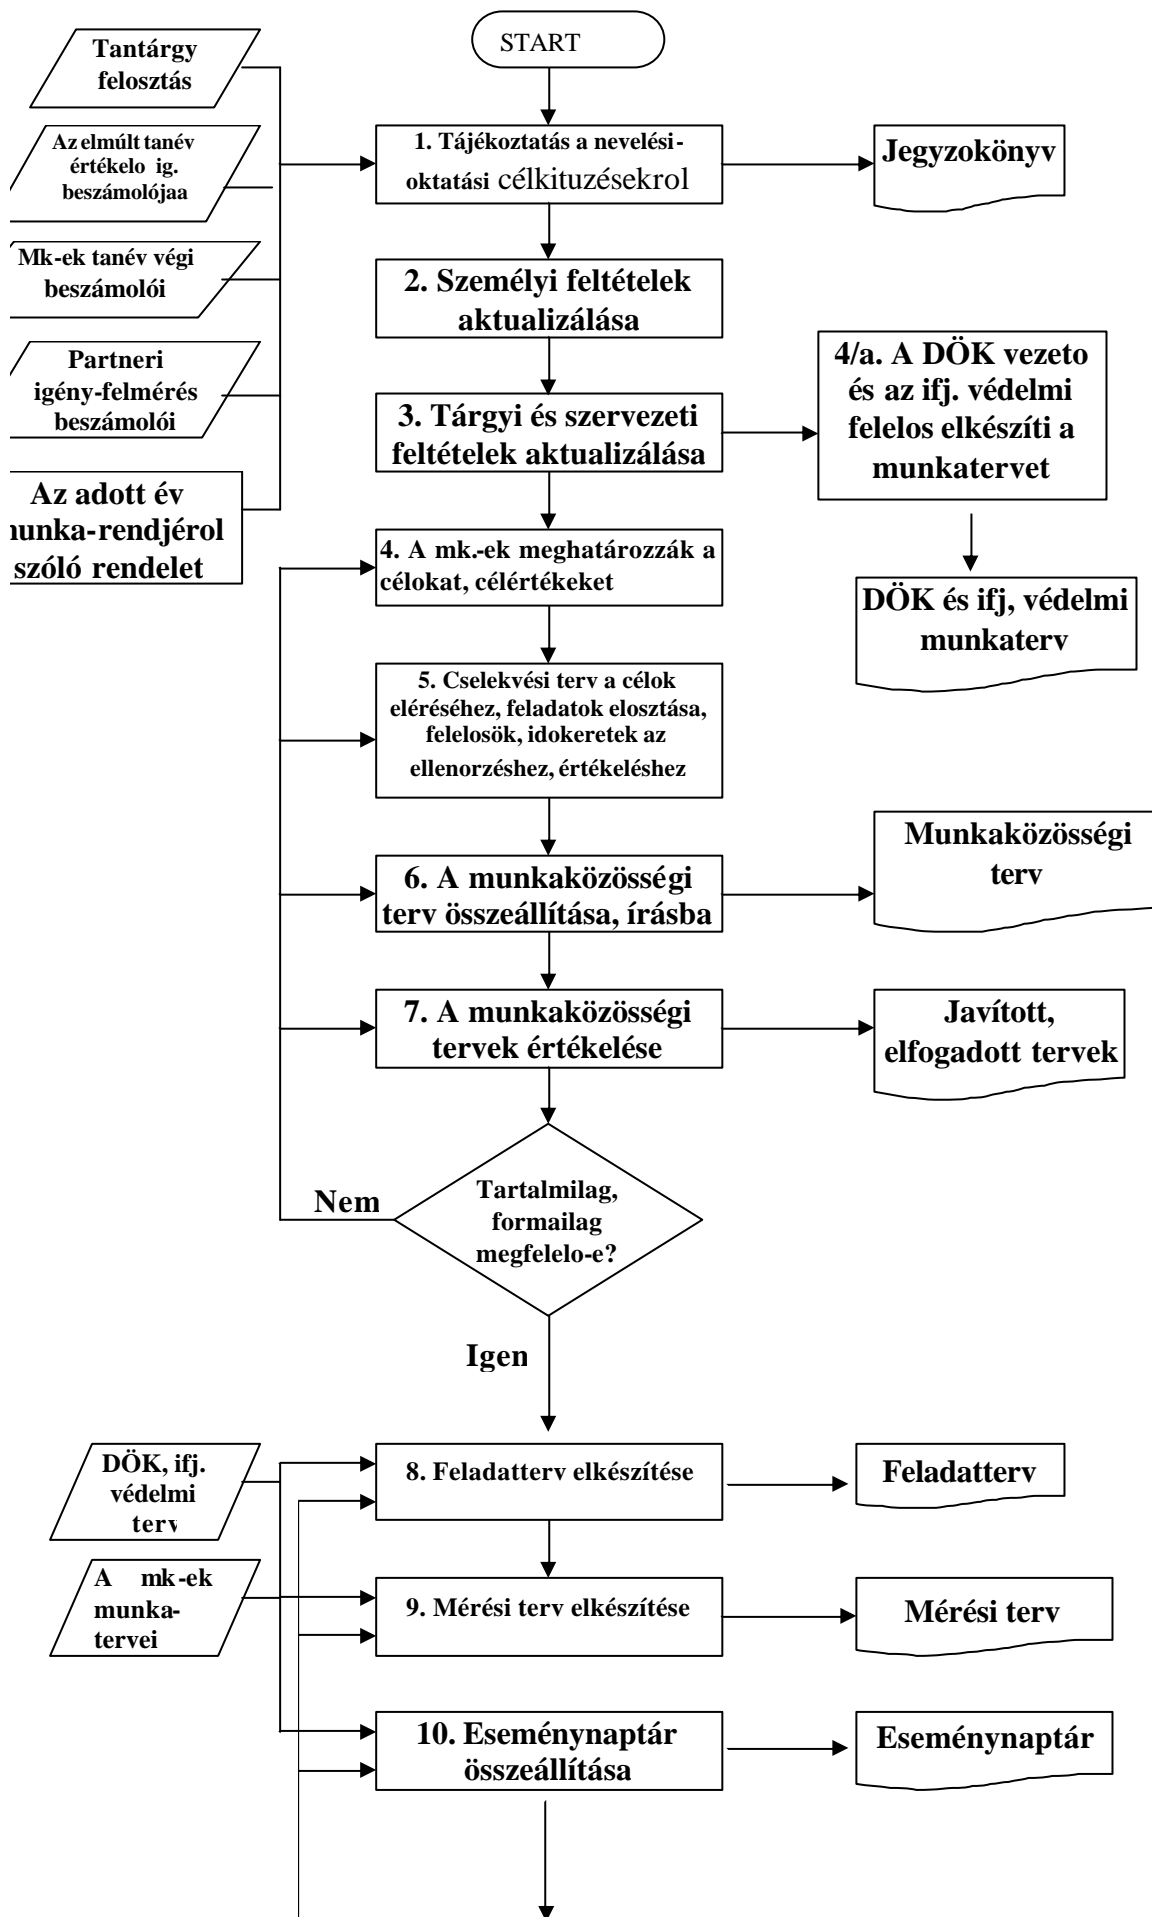 START
Tantárgy
felosztás
Az elmúlt tanév
értékelo ig.
beszámolójaa
1. Tájékoztatás a nevelési-
oktatási célkituzésekrol
Jegyzokönyv
Mk-ek tanév végi
beszámolói
2. Személyi feltételek
aktualizálása
Partneri
igény-felmérés
beszámolói
3. Tárgyi és szervezeti
feltételek aktualizálása
4/a. A DÖK vezeto
és az ifj. védelmi
felelos elkészíti a
munkatervet
Az adott év
munka-rendjérol
szóló rendelet
4. A mk.-ek meghatározzák a
célokat, célértékeket
DÖK és ifj, védelmi
munkaterv
5. Cselekvési terv a célok
eléréséhez, feladatok elosztása,
felelosök, idokeretek az
ellenorzéshez, értékeléshez
6. A munkaközösségi
terv összeállítása, írásba
Munkaközösségi
terv
7. A munkaközösségi
tervek értékelése
Javított,
elfogadott tervek
Tartalmilag,
formailag
megfelelo-e?
Nem
Igen
DÖK, ifj.
védelmi
terv
8. Feladatterv elkészítése
Feladatterv
A mk-ek
munka-
tervei
9. Mérési terv elkészítése
Mérési terv
10. Eseménynaptár
összeállítása
Eseménynaptár